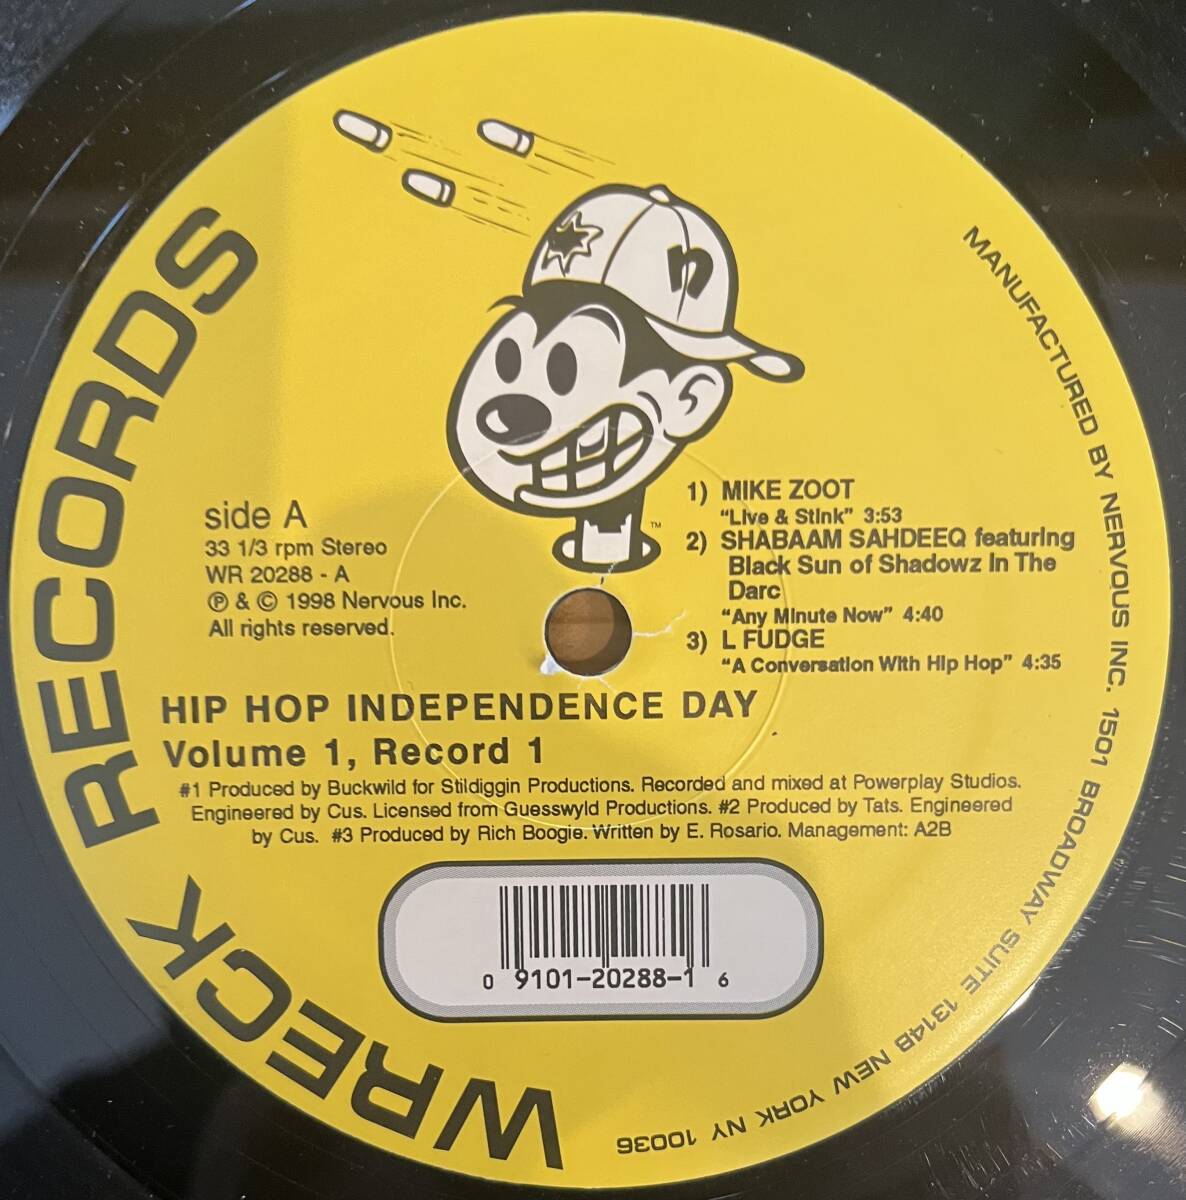 WRECK RECORDS
n
™
side A
33 1/3 rpm Stereo
WR 20288 - A
℗ & © 1998 Nervous Inc.
All rights reserved.
1) MIKE ZOOT
"Live & Stink" 3:53
2) SHABAAM SAHDEEQ featuring
Black Sun of Shadowz In The
Darc
"Any Minute Now" 4:40
3) L FUDGE
"A Conversation With Hip Hop" 4:35
HIP HOP INDEPENDENCE DAY
Volume 1, Record 1
#1 Produced by Buckwild for Stildiggin Productions. Recorded and mixed at Powerplay Studios.
Engineered by Cus. Licensed from Guesswyld Productions. #2 Produced by Tats. Engineered
by Cus. #3 Produced by Rich Boogie. Written by E. Rosario. Management: A2B
0 9101-20288-1 6
MANUFACTURED BY NERVOUS INC. 1501 BROADWAY SUITE 1314B NEW YORK NY 10036